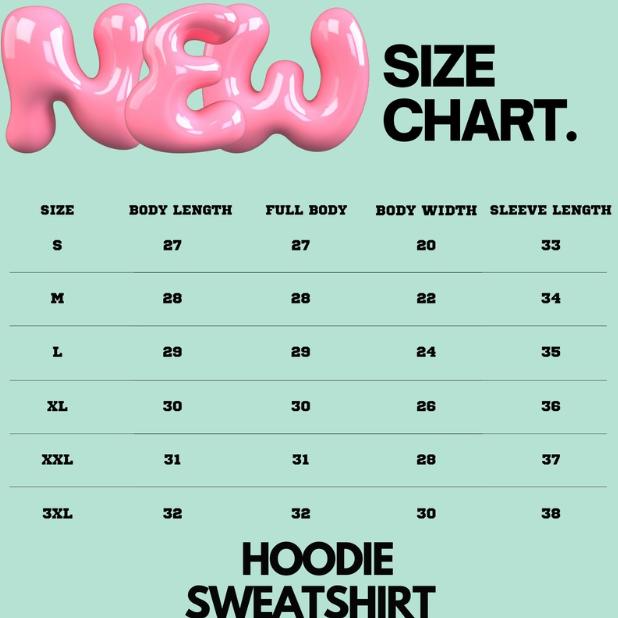 NEW
SIZE
CHART.
SIZE BODY LENGTH FULL BODY BODY WIDTH SLEEVE LENGTH
S 27 27 20 33
M 28 28 22 34
L 29 29 24 35
XL 30 30 26 36
XXL 31 31 28 37
3XL 32 32 30 38
HOODIE
SWEATSHIRT